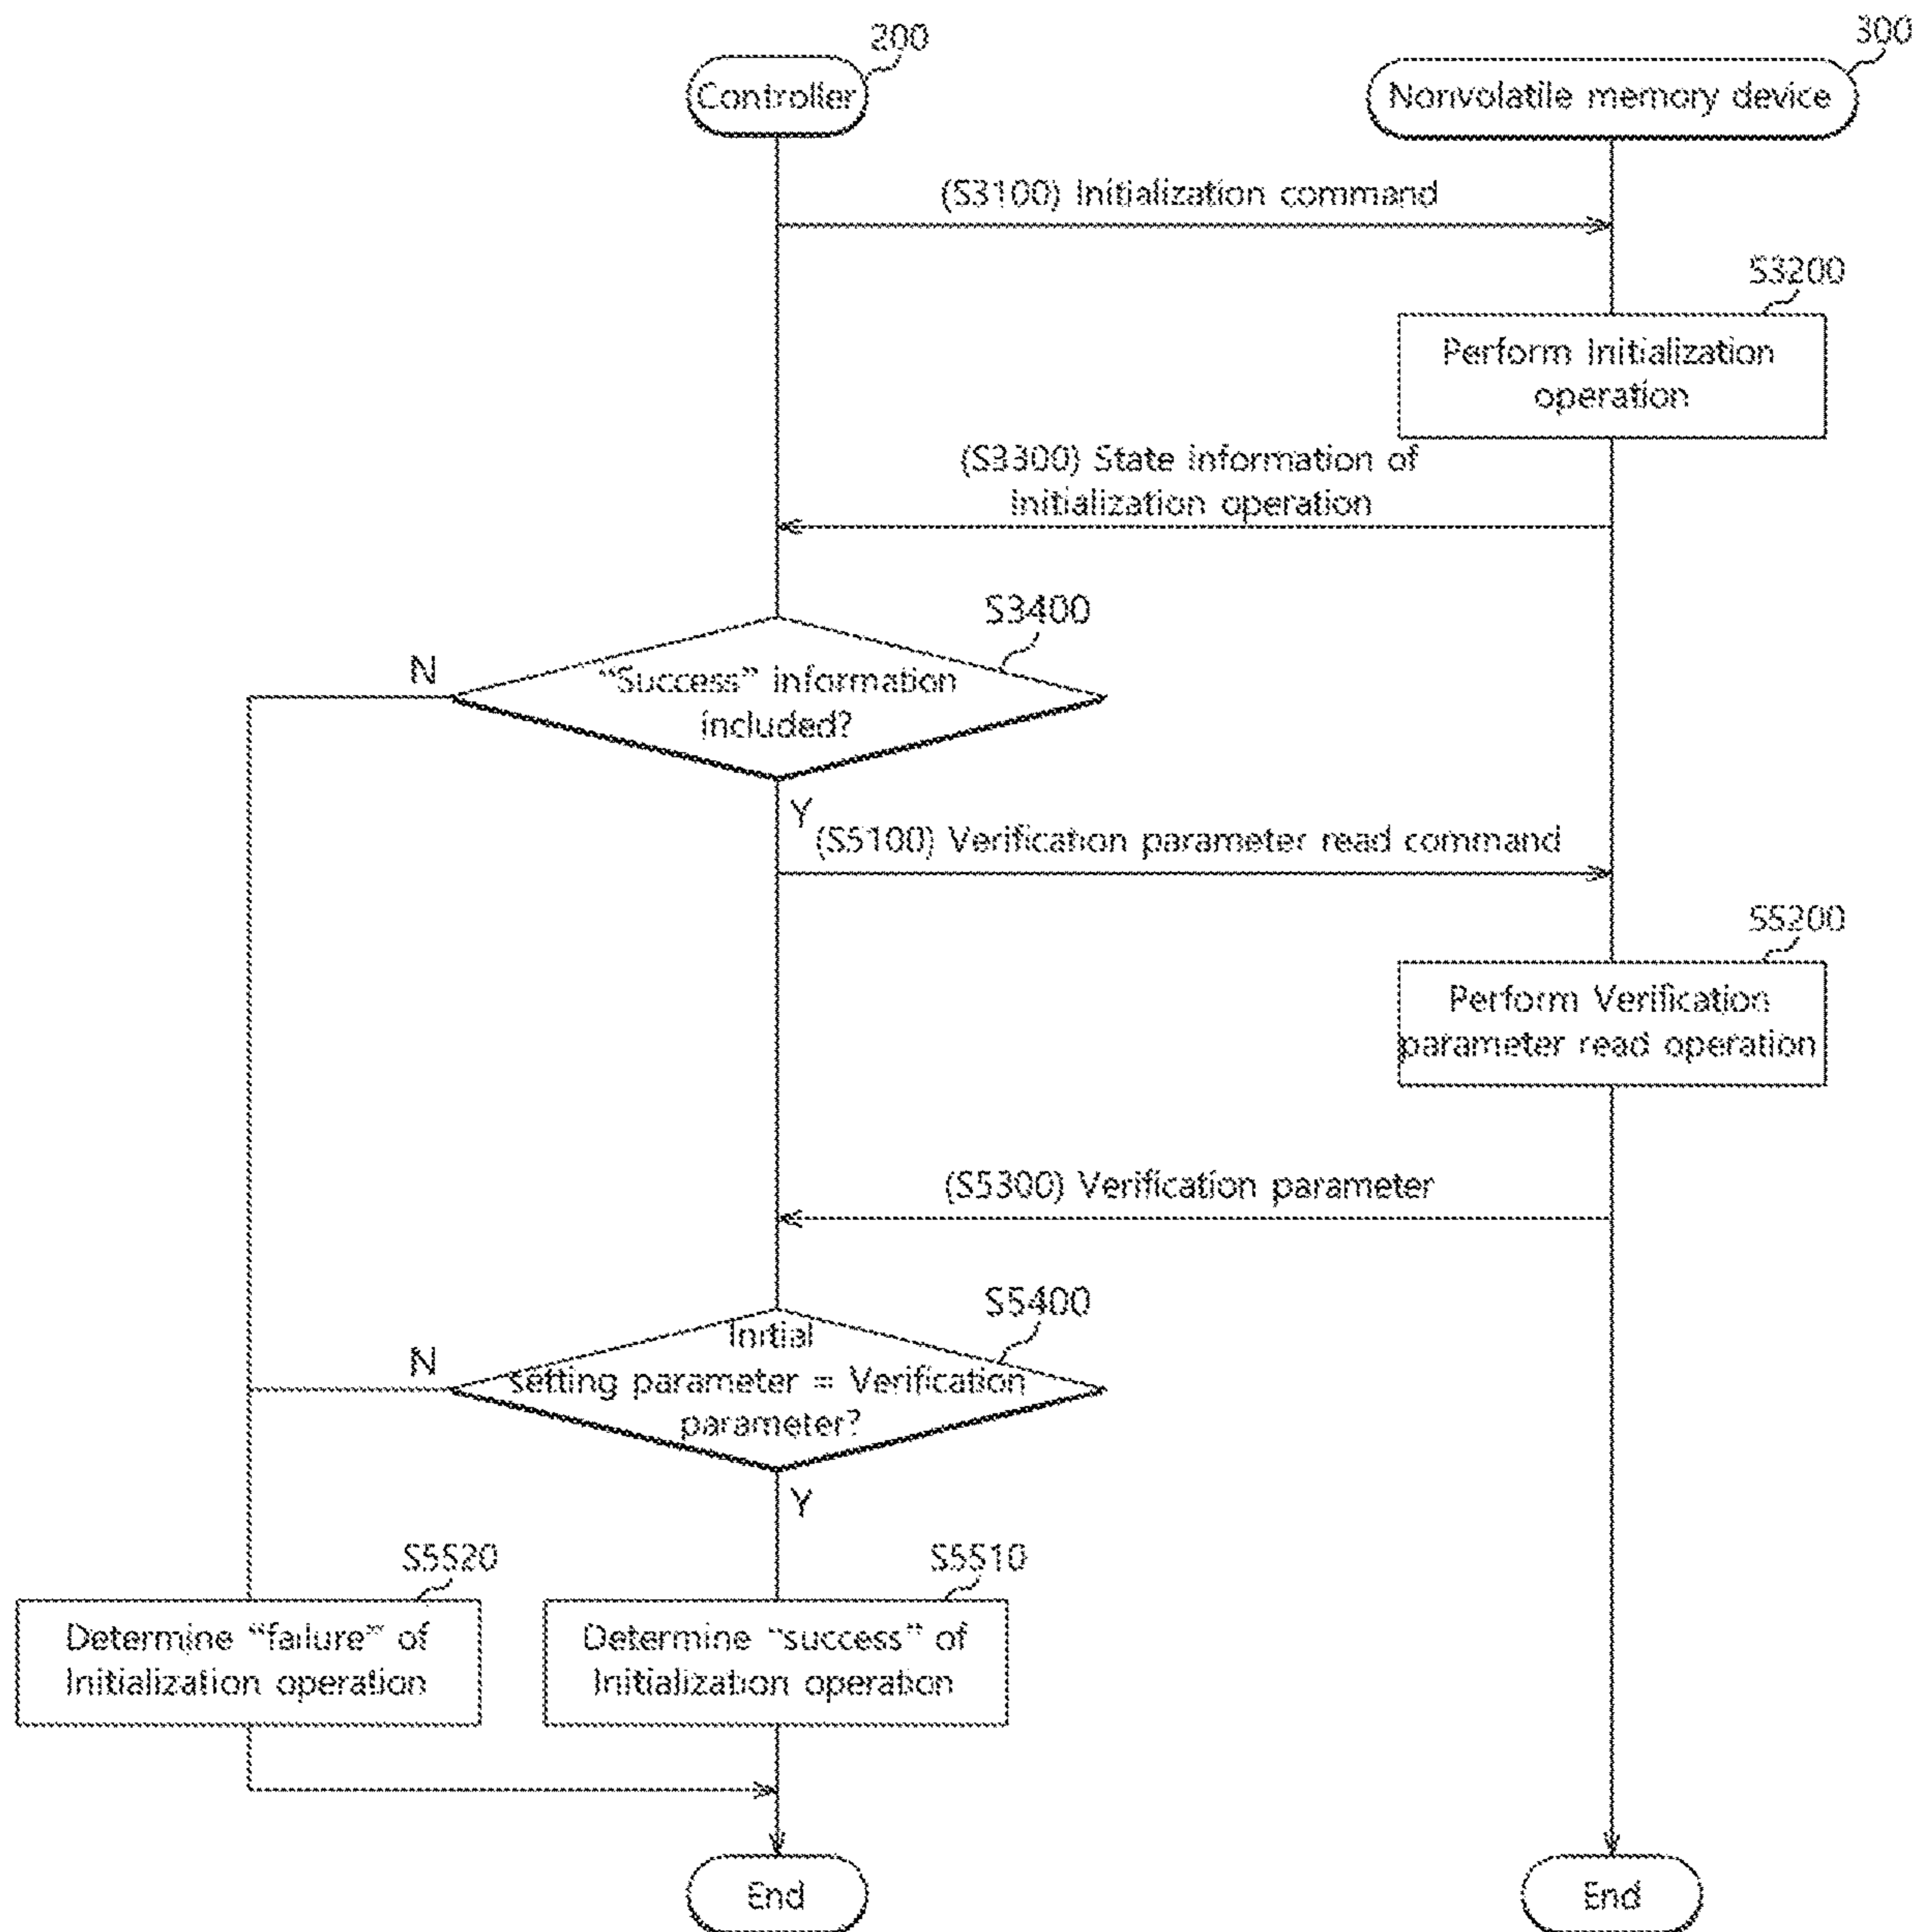 200
300
Controller
Nonvolatile memory device
(S3100) Initialization command
S3200
Perform Initialization
operation
(S3300) State information of
Initialization operation
S3400
N
"Success" information
included?
Y
(S5100) Verification parameter read command
S5200
Perform Verification
parameter read operation
(S5300) Verification parameter
S5400
N
Initial
setting parameter = Verification
parameter?
Y
S5520
S5510
Determine "failure" of
Initialization operation
Determine "success" of
Initialization operation
End
End